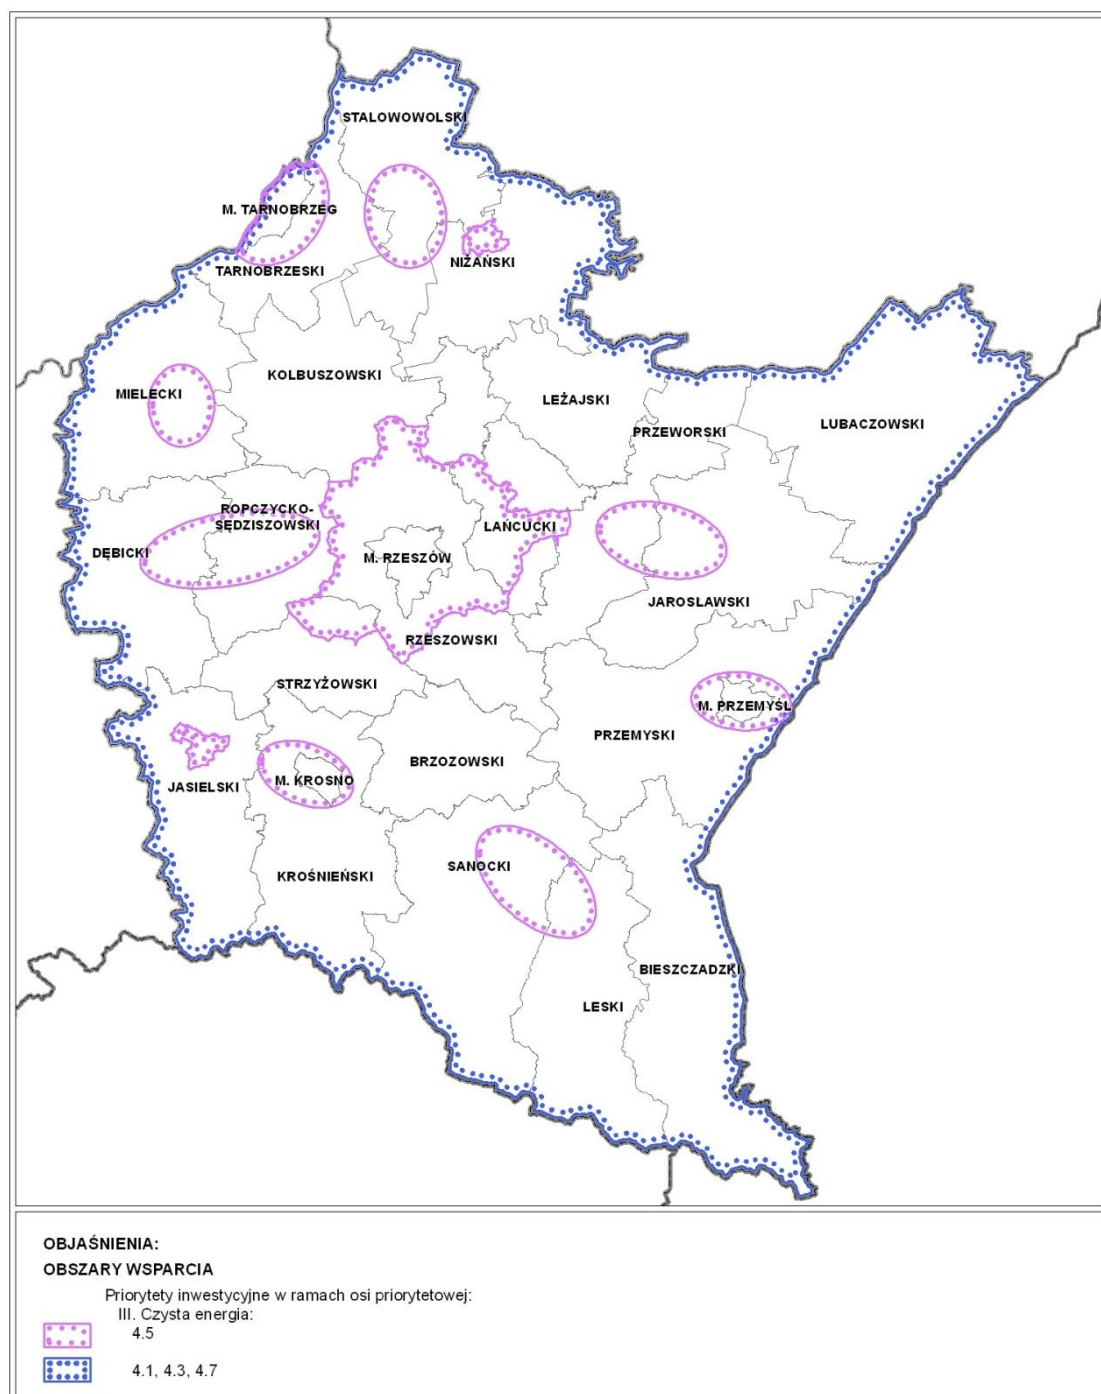 STALOWOWOLSKI
M. TARNOBRZEG
NIŻAŃSKI
TARNOBRZESKI
KOLBUSZOWSKI
MIELECKI
LEŻAJSKI
LUBACZOWSKI
PRZEWORSKI
ROPCZYCKO-
SĘDZISZOWSKI
ŁAŃCUCKI
DĘBICKI
M. RZESZÓW
JAROSLAWSKI
RZESZOWSKI
STRZYŻOWSKI
M. PRZEMYŚL
PRZEMYSKI
BRZOZOWSKI
M. KROSNO
JASIELSKI
SANOCKI
KROŚNIEŃSKI
BIESZCZADZKI
LESKI
OBJAŚNIENIA:
OBSZARY WSPARCIA
Priorytety inwestycyjne w ramach osi priorytetowej:
III. Czysta energia:
4.5
4.1, 4.3, 4.7